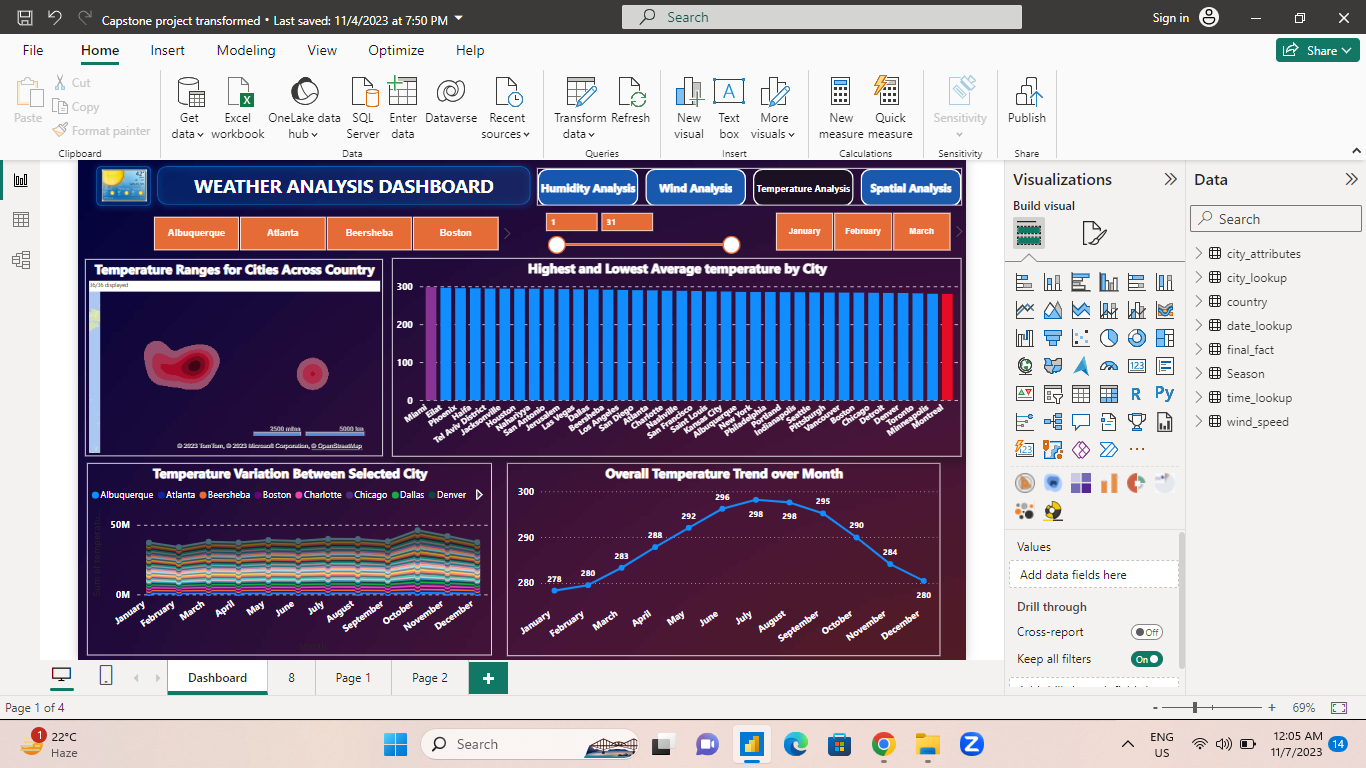 Capstone project transformed • Last saved: 11/4/2023 at 7:50 PM
Search
Sign in
File Home Insert Modeling View Optimize Help
Share
Paste
Cut
Copy
Format painter
Get data
Excel workbook
OneLake data hub
SQL Server
Enter data
Dataverse
Recent sources
Transform data
Refresh
New visual
Text box
More visuals
New measure
Quick measure
Sensitivity
Publish
Clipboard
Data
Queries
Insert
Calculations
Sensitivity
Share
42°
WEATHER ANALYSIS DASHBOARD
Humidity Analysis
Wind Analysis
Temperature Analysis
Spatial Analysis
Albuquerque
Atlanta
Beersheba
Boston
1
31
January
February
March
Temperature Ranges for Cities Across Country
36/36 displayed
2500 miles
5000 km
© 2023 TomTom, © 2023 Microsoft Corporation, © OpenStreetMap
Highest and Lowest Average temperature by City
300
200
100
0
Miami
Eilat
Phoenix
Haifa
Tel Aviv District
Jacksonville
Houston
Nahariyya
San Antonio
Jerusalem
Las Vegas
Dallas
Beersheba
Los Angeles
San Diego
Atlanta
Charlotte
Nashville
San Francisco
Saint Louis
Kansas City
Albuquerque
New York
Philadelphia
Portland
Indianapolis
Seattle
Pittsburgh
Vancouver
Boston
Chicago
Detroit
Denver
Toronto
Minneapolis
Montreal
Temperature Variation Between Selected City
Albuquerque Atlanta Beersheba Boston Charlotte Chicago Dallas Denver
50M
0M
January
February
March
April
May
June
July
August
September
October
November
December
Overall Temperature Trend over Month
300
290
280
278
280
283
288
292
296
298
298
295
290
284
280
January
February
March
April
May
June
July
August
September
October
November
December
Visualizations
Build visual
123
R
Py
123
Values
Add data fields here
Drill through
Cross-report
Off
Keep all filters
On
Data
Search
city_attributes
city_lookup
country
date_lookup
final_fact
Season
time_lookup
wind_speed
Dashboard
8
Page 1
Page 2
Page 1 of 4
- + 69%
1
22°C
Haze
Search
ENG
US
12:05 AM
11/7/2023
14